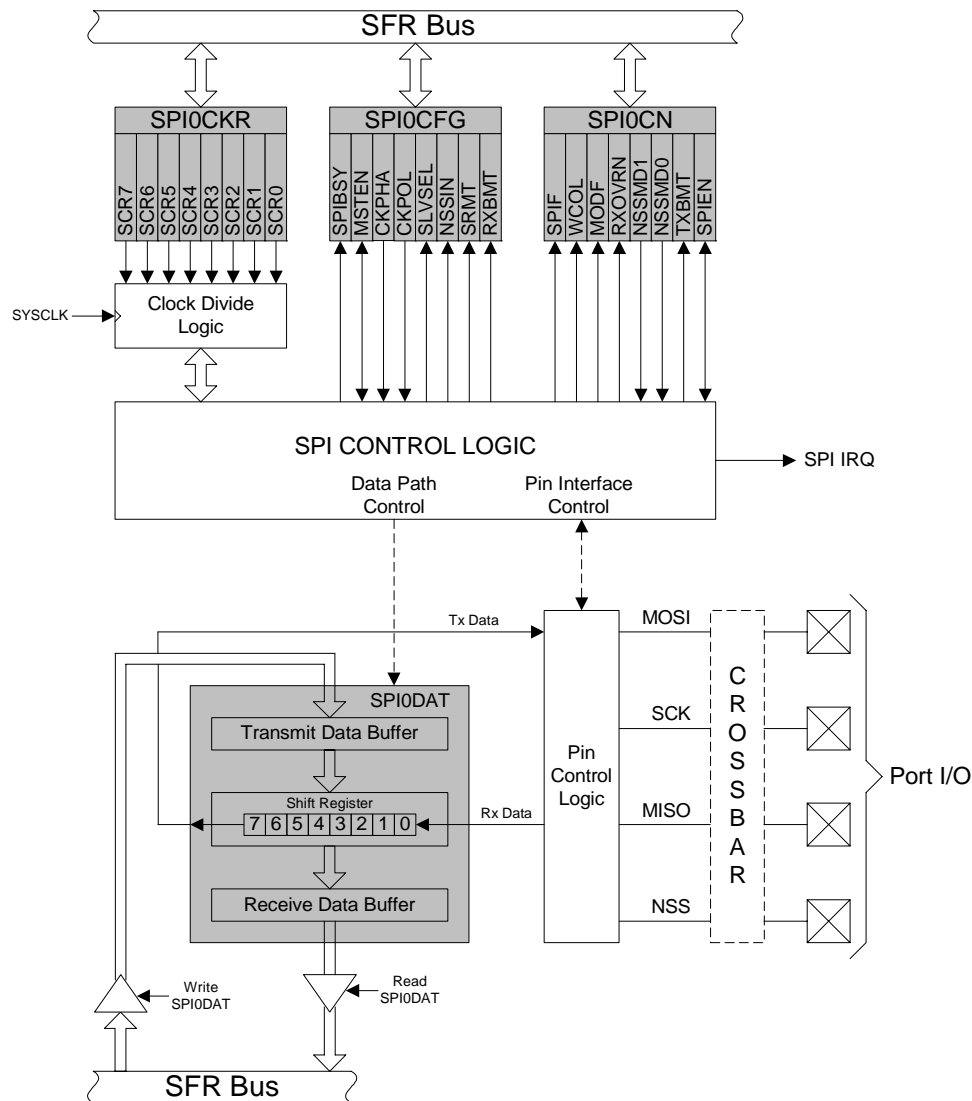 SFR Bus
SPI0CKR
SCR7
SCR6
SCR5
SCR4
SCR3
SCR2
SCR1
SCR0
SPI0CFG
SPIBSY
MSTEN
CKPHA
CKPOL
SLVSEL
NSSIN
SRMT
RXBMT
SPI0CN
SPIF
WCOL
MODF
RXOVRN
NSSMD1
NSSMD0
TXBMT
SPIEN
SYSCLK
Clock Divide
Logic
SPI CONTROL LOGIC
SPI IRQ
Data Path
Control
Pin Interface
Control
Tx Data
SPI0DAT
Transmit Data Buffer
Shift Register
7 6 5 4 3 2 1 0
Rx Data
Receive Data Buffer
Pin
Control
Logic
MOSI
SCK
MISO
NSS
CROSSBAR
Port I/O
Write
SPI0DAT
Read
SPI0DAT
SFR Bus